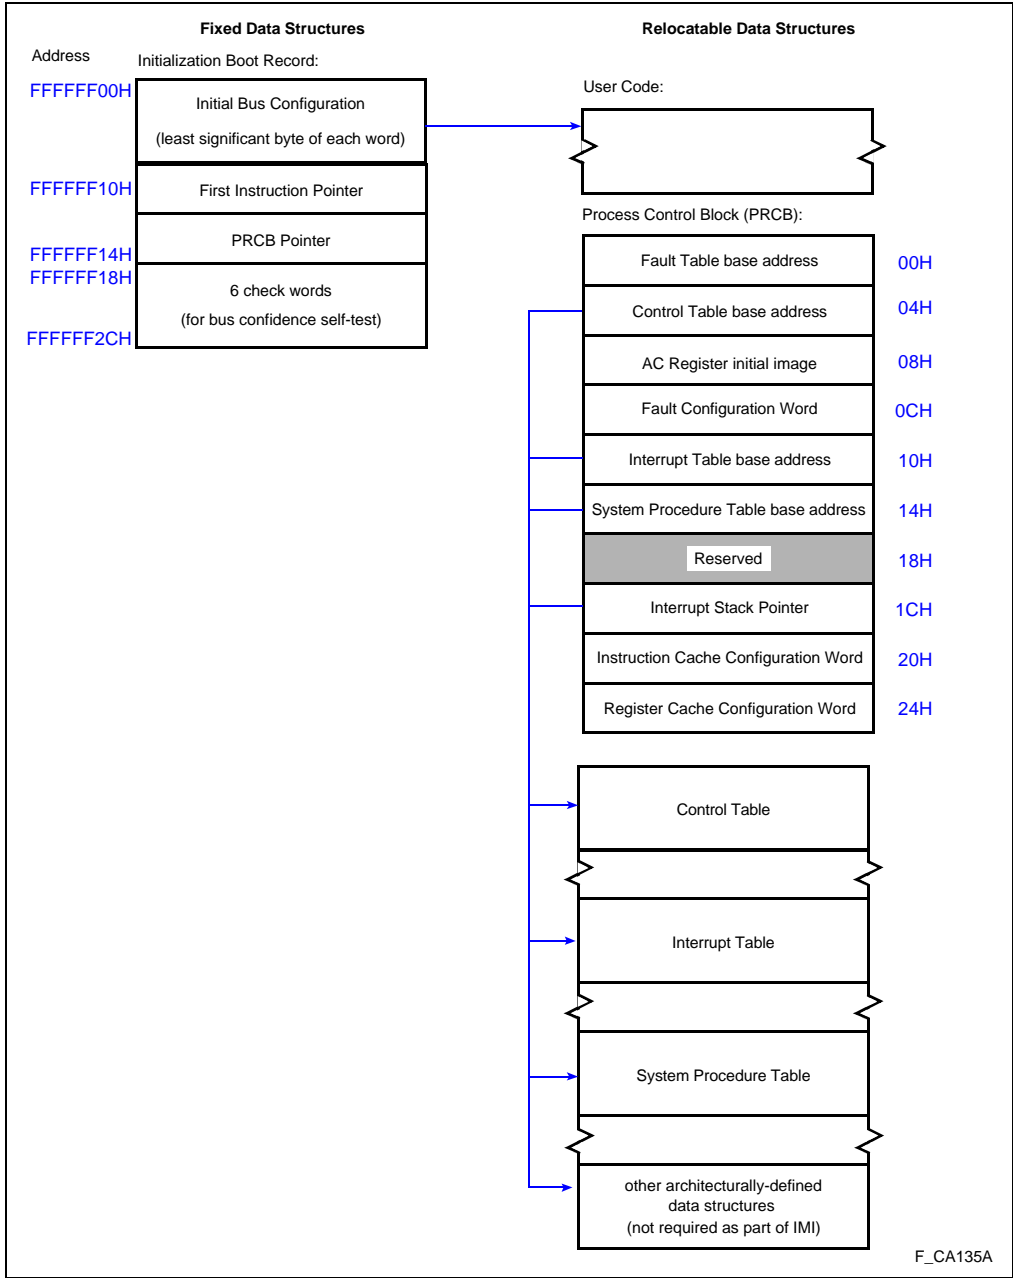 Fixed Data Structures
Relocatable Data Structures
Address
Initialization Boot Record:
FFFFFF00H
Initial Bus Configuration
(least significant byte of each word)
FFFFFF10H
First Instruction Pointer
PRCB Pointer
FFFFFF14H
FFFFFF18H
6 check words
(for bus confidence self-test)
FFFFFF2CH
User Code:
Process Control Block (PRCB):
Fault Table base address 00H
Control Table base address 04H
AC Register initial image 08H
Fault Configuration Word 0CH
Interrupt Table base address 10H
System Procedure Table base address 14H
Reserved 18H
Interrupt Stack Pointer 1CH
Instruction Cache Configuration Word 20H
Register Cache Configuration Word 24H
Control Table
Interrupt Table
System Procedure Table
other architecturally-defined
data structures
(not required as part of IMI)
F_CA135A